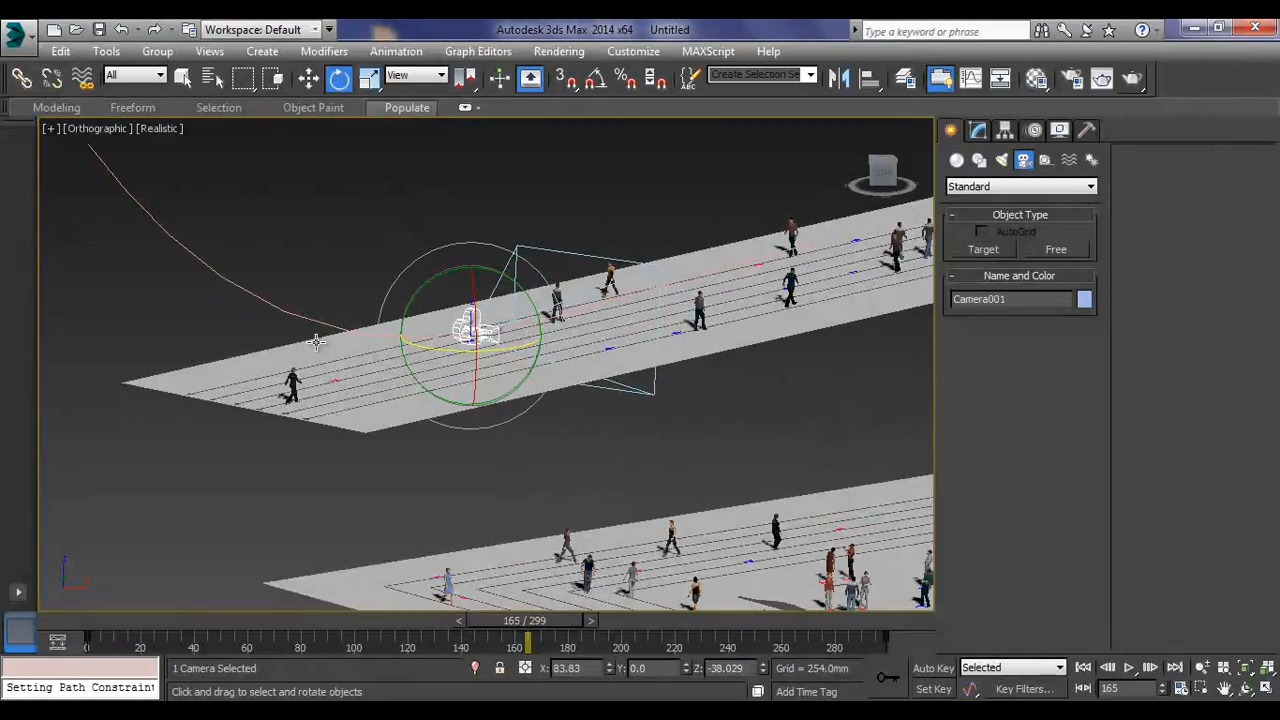 Workspace: Default
Autodesk 3ds Max 2014 x64 Untitled
Type a keyword or phrase
Edit Tools Group Views Create Modifiers Animation Graph Editors Rendering Customize MAXScript Help
All
View
3
Create Selection Se
ABC
Modeling Freeform Selection Object Paint Populate
[+] [Orthographic] [Realistic]
Standard
- Object Type
AutoGrid
Target Free
- Name and Color
Camera001
< 165 / 299 >
0 20 40 60 80 100 120 140 160 180 200 220 240 260 280
1 Camera Selected X: 83.83 Y: 0.0 Z: -38.029 Grid = 254.0mm Auto Key Selected
Setting Path Constraint Click and drag to select and rotate objects Add Time Tag Set Key Key Filters... 165